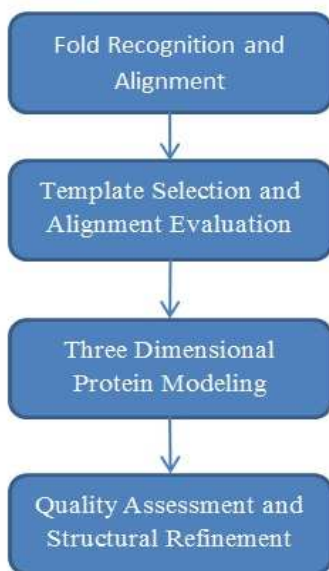 Fold Recognition and
Alignment
Template Selection and
Alignment Evaluation
Three Dimensional
Protein Modeling
Quality Assessment and
Structural Refinement